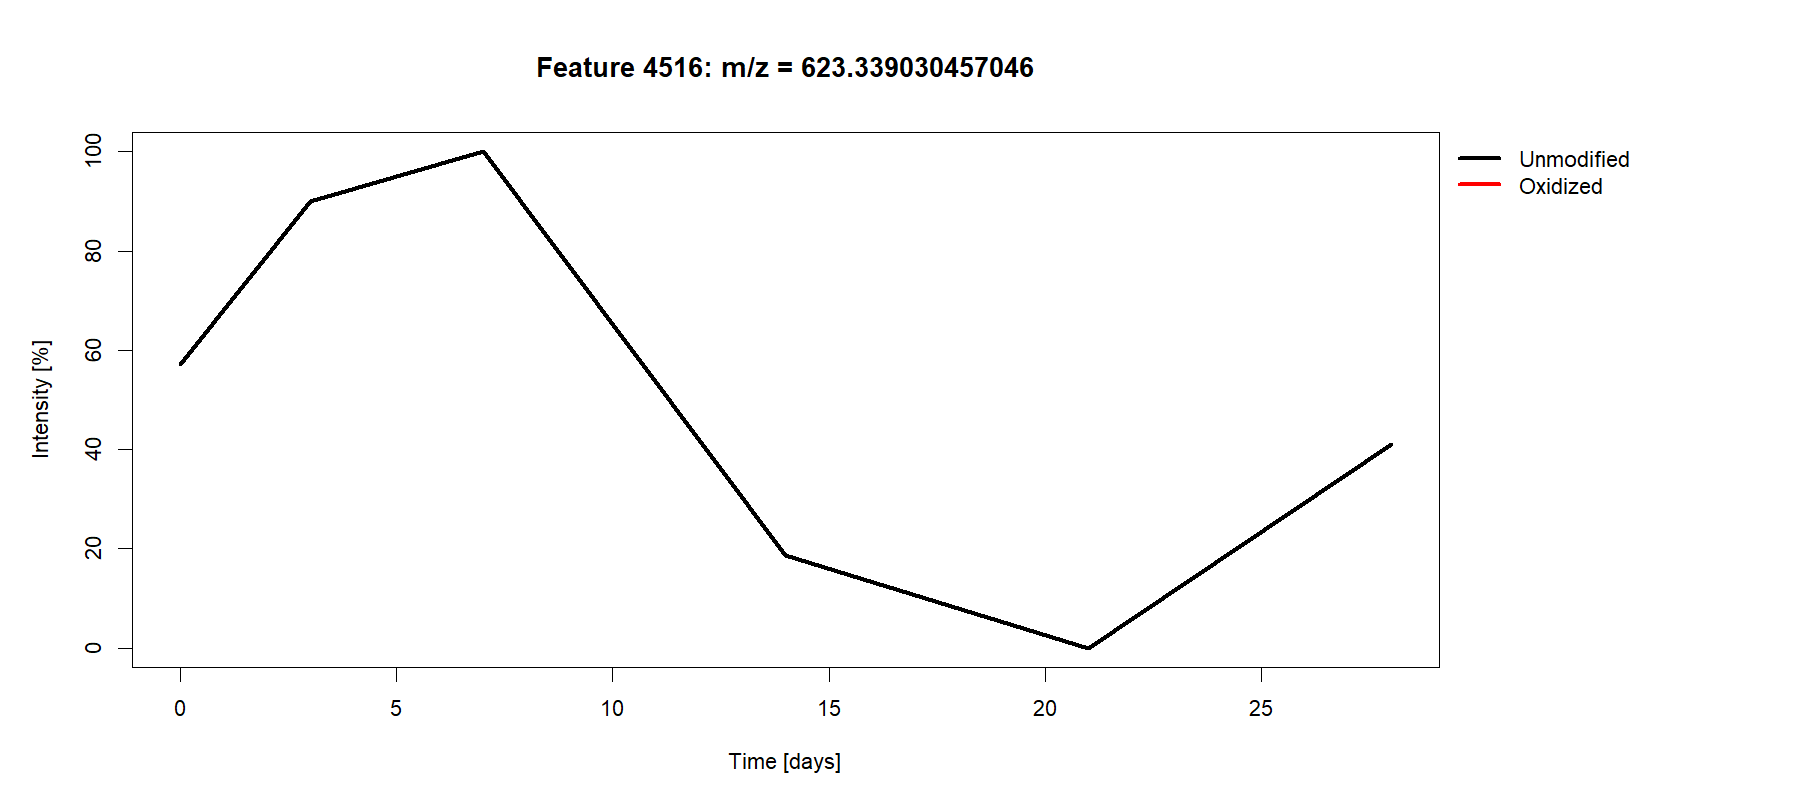 Feature 4516: m/z = 623.339030457046
Unmodified
Oxidized
Intensity [%]
100
80
60
40
20
0
0 5 10 15 20 25
Time [days]